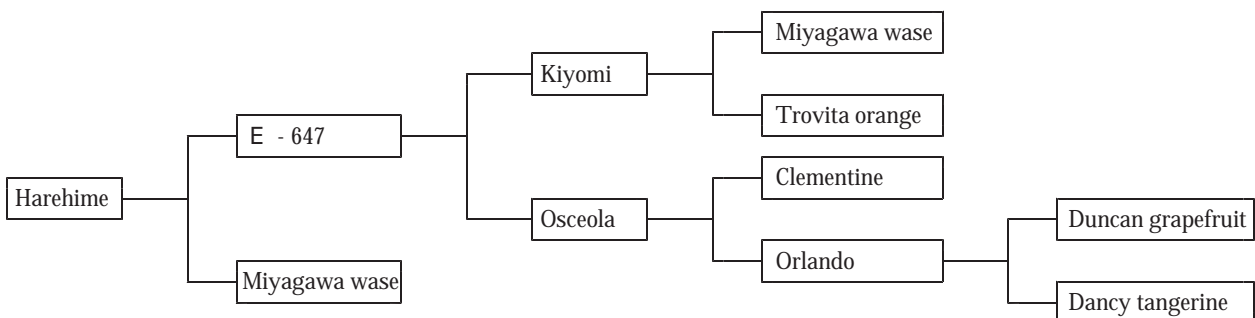 Miyagawa wase
Kiyomi
Trovita orange
E - 647
Clementine
Harehime
Osceola
Duncan grapefruit
Orlando
Miyagawa wase
Dancy tangerine